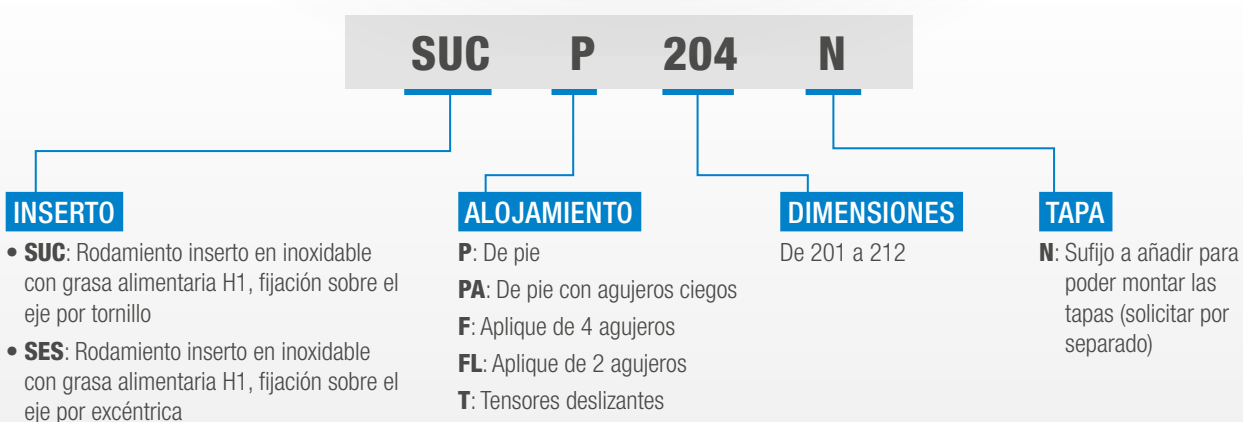 SUC P 204 N
INSERTO
• SUC: Rodamiento inserto en inoxidable
con grasa alimentaria H1, fijación sobre el
eje por tornillo
• SES: Rodamiento inserto en inoxidable
con grasa alimentaria H1, fijación sobre el
eje por excéntrica
ALOJAMIENTO
P: De pie
PA: De pie con agujeros ciegos
F: Aplique de 4 agujeros
FL: Aplique de 2 agujeros
T: Tensores deslizantes
DIMENSIONES
De 201 a 212
TAPA
N: Sufijo a añadir para
poder montar las
tapas (solicitar por
separado)